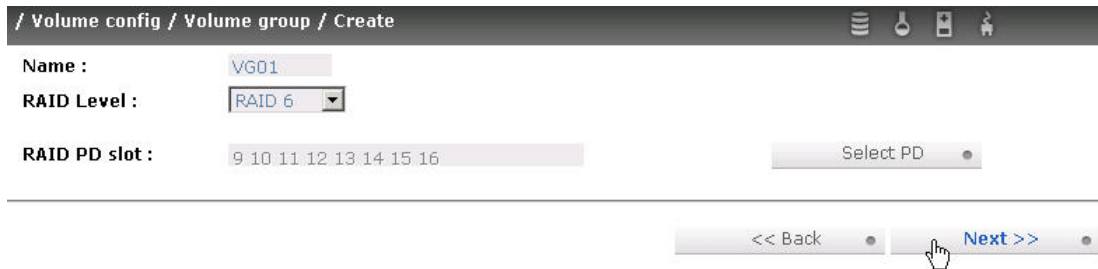 / Volume config / Volume group / Create
Name :
VG01
RAID Level :
RAID 6
RAID PD slot :
9 10 11 12 13 14 15 16
Select PD
<< Back
Next >>